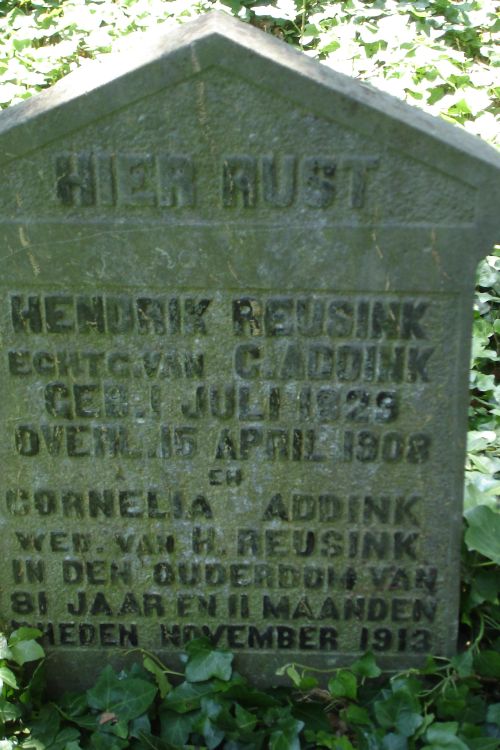 HIER RUST
HENDRIK REUSINK
ECHTG. VAN C. ADDINK
GEB. 1 JULI 1829
OVERL. 15 APRIL 1908
EN
CORNELIA ADDINK
WED. VAN H. REUSINK
IN DEN OUDERDOM VAN
81 JAAR EN 11 MAANDEN
RHEDEN NOVEMBER 1913